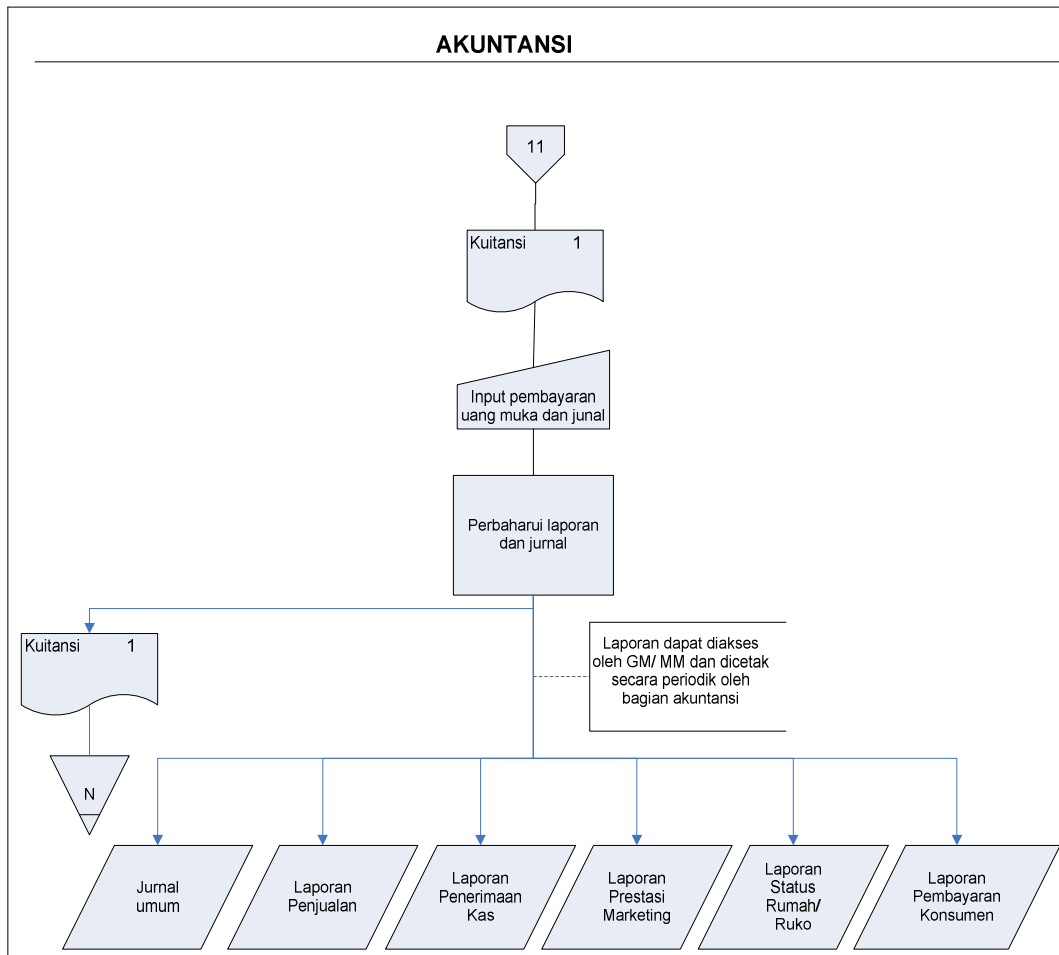 AKUNTANSI
11
Kuitansi 1
Input pembayaran
uang muka dan junal
Perbaharui laporan
dan jurnal
Kuitansi 1
Laporan dapat diakses
oleh GM/ MM dan dicetak
secara periodik oleh
bagian akuntansi
N
Jurnal
umum
Laporan
Penjualan
Laporan
Penerimaan
Kas
Laporan
Prestasi
Marketing
Laporan
Status
Rumah/
Ruko
Laporan
Pembayaran
Konsumen